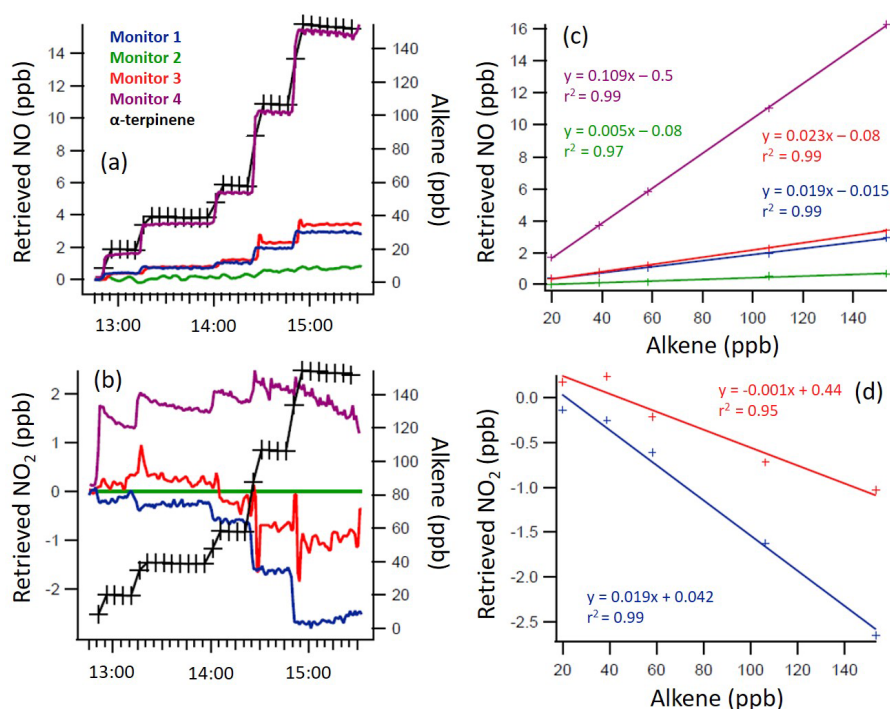 Monitor 1
Monitor 2
Monitor 3
Monitor 4
α-terpinene
(a)
Retrieved NO (ppb)
14
12
10
8
6
4
2
0
Alkene (ppb)
140
120
100
80
60
40
20
0
13:00 14:00 15:00
(c)
Retrieved NO (ppb)
16
14
12
10
8
6
4
2
0
y = 0.109x – 0.5
r² = 0.99
y = 0.005x – 0.08
r² = 0.97
y = 0.023x – 0.08
r² = 0.99
y = 0.019x – 0.015
r² = 0.99
20 40 60 80 100 120 140
Alkene (ppb)
(b)
Retrieved NO₂ (ppb)
2
1
0
-1
-2
Alkene (ppb)
140
120
100
80
60
40
20
0
13:00 14:00 15:00
(d)
Retrieved NO₂ (ppb)
0.0
-0.5
-1.0
-1.5
-2.0
-2.5
y = -0.001x + 0.44
r² = 0.95
y = 0.019x + 0.042
r² = 0.99
20 40 60 80 100 120 140
Alkene (ppb)